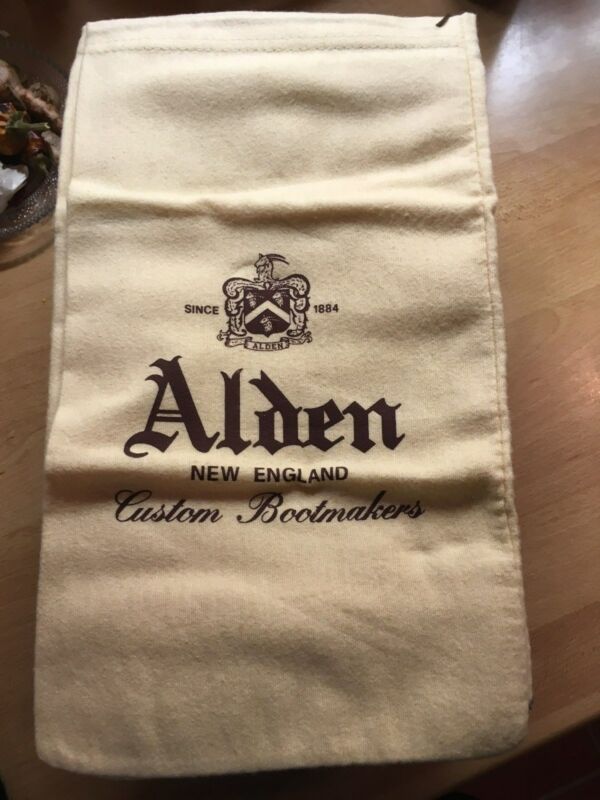 SINCE 1884
ALDEN
Alden
NEW ENGLAND
Custom Bootmakers